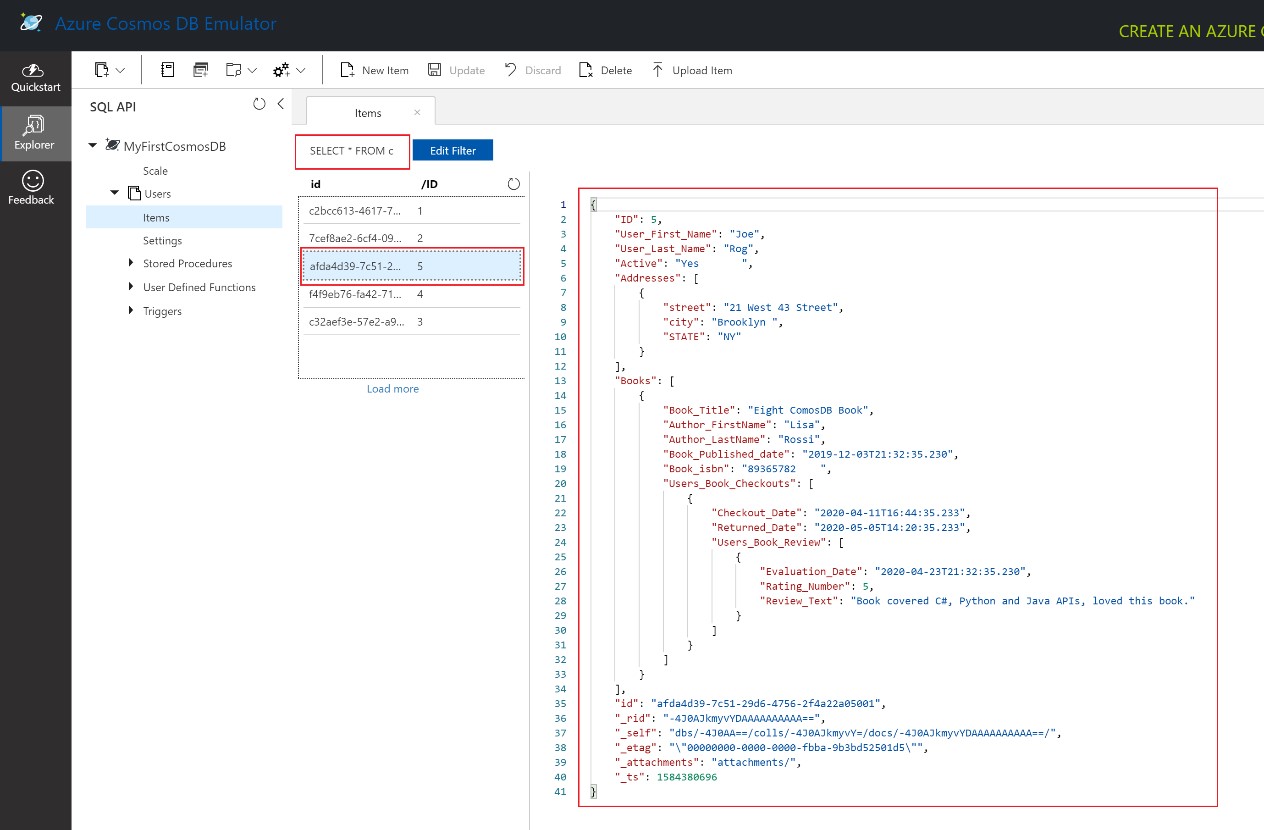 Azure Cosmos DB Emulator
CREATE AN AZURE
Quickstart
Explorer
Feedback
New Item Update Discard Delete Upload Item
SQL API
MyFirstCosmosDB
Scale
Users
Items
Settings
Stored Procedures
User Defined Functions
Triggers
Items ×
SELECT * FROM c Edit Filter
id /ID
c2bcc613-4617-7... 1
7cef8ae2-6cf4-09... 2
afda4d39-7c51-2... 5
f4f9eb76-fa42-71... 4
c32aef3e-57e2-a9... 3
Load more
1 {
2 "ID": 5,
3 "User_First_Name": "Joe",
4 "User_Last_Name": "Rog",
5 "Active": "Yes       ",
6 "Addresses": [
7 {
8 "street": "21 West 43 Street",
9 "city": "Brooklyn ",
10 "STATE": "NY"
11 }
12 ],
13 "Books": [
14 {
15 "Book_Title": "Eight ComosDB Book",
16 "Author_FirstName": "Lisa",
17 "Author_LastName": "Rossi",
18 "Book_Published_date": "2019-12-03T21:32:35.230",
19 "Book_isbn": "89365782    ",
20 "Users_Book_Checkouts": [
21 {
22 "Checkout_Date": "2020-04-11T16:44:35.233",
23 "Returned_Date": "2020-05-05T14:20:35.233",
24 "Users_Book_Review": [
25 {
26 "Evaluation_Date": "2020-04-23T21:32:35.230",
27 "Rating_Number": 5,
28 "Review_Text": "Book covered C#, Python and Java APIs, loved this book."
29 }
30 ]
31 }
32 ]
33 }
34 ],
35 "id": "afda4d39-7c51-29d6-4756-2f4a22a05001",
36 "_rid": "-4J0AJkmyvYDAAAAAAAAAA==",
37 "_self": "dbs/-4J0AA==/colls/-4J0AJkmyvY=/docs/-4J0AJkmyvYDAAAAAAAAAA==/",
38 "_etag": "\"00000000-0000-0000-fbba-9b3bd52501d5\"",
39 "_attachments": "attachments/",
40 "_ts": 1584380696
41 }